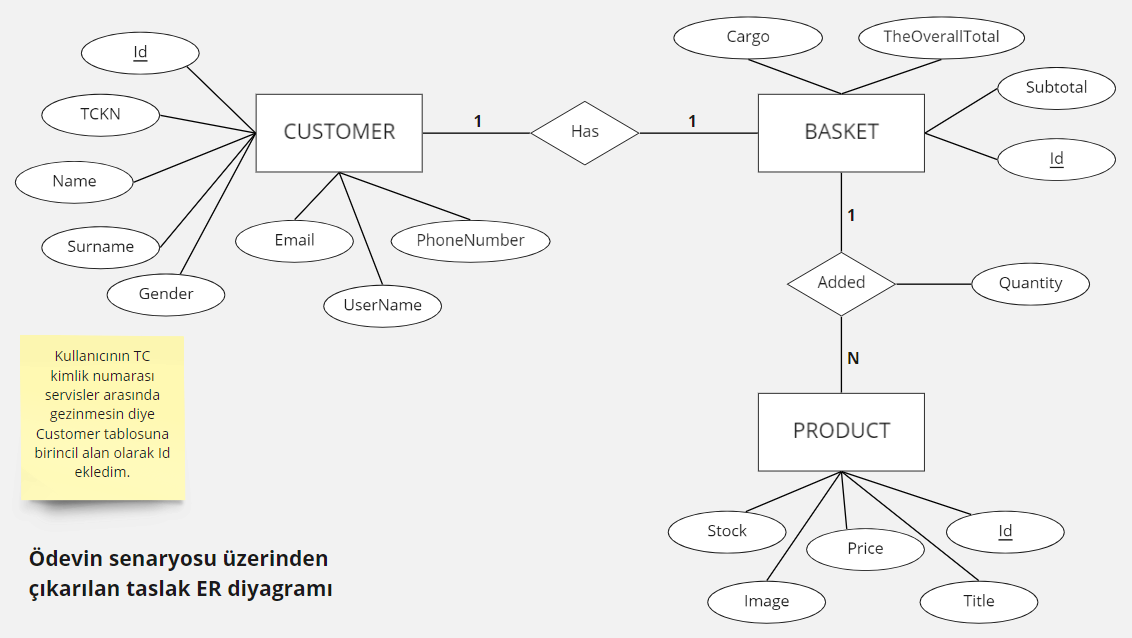 Id
TCKN
Name
Surname
Gender
CUSTOMER
Email
UserName
PhoneNumber
1
Has
1
Cargo
TheOverallTotal
Subtotal
Id
BASKET
1
Added
Quantity
N
PRODUCT
Stock
Image
Price
Title
Id
Kullanıcının TC
kimlik numarası
servisler arasında
gezinmesin diye
Customer tablosuna
birincil alan olarak Id
ekledim.
Ödevin senaryosu üzerinden
çıkarılan taslak ER diyagramı